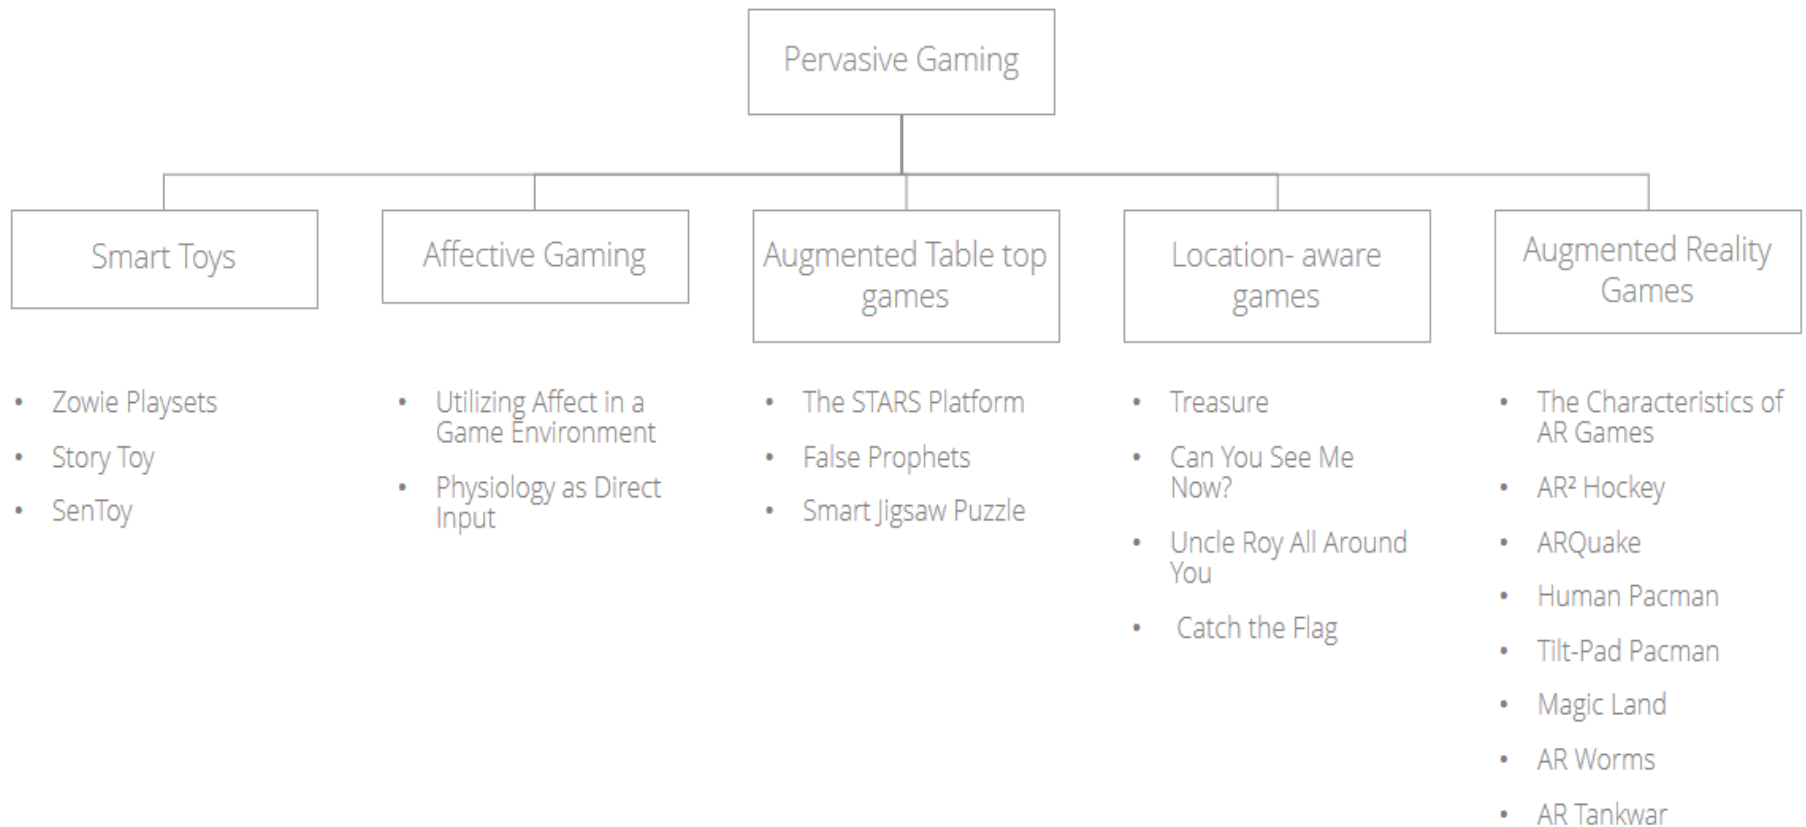 Pervasive Gaming
Smart Toys
Affective Gaming
Augmented Table top
games
Location- aware
games
Augmented Reality
Games
• Zowie Playsets
• Story Toy
• SenToy
• Utilizing Affect in a
Game Environment
• Physiology as Direct
Input
• The STARS Platform
• False Prophets
• Smart Jigsaw Puzzle
• Treasure
• Can You See Me
Now?
• Uncle Roy All Around
You
• Catch the Flag
• The Characteristics of
AR Games
• AR² Hockey
• ARQuake
• Human Pacman
• Tilt-Pad Pacman
• Magic Land
• AR Worms
• AR Tankwar